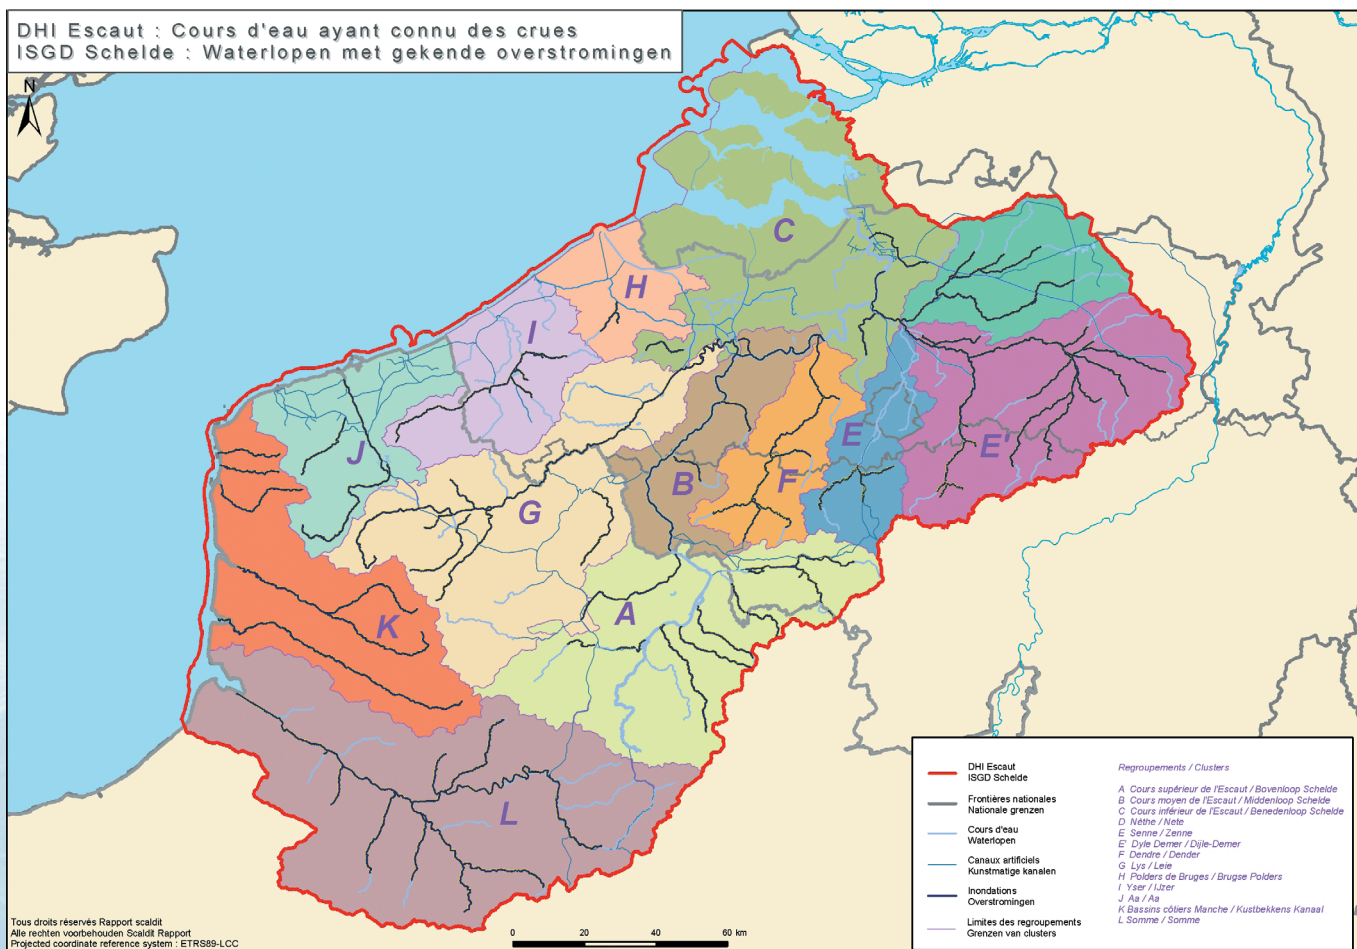 DHI Escaut : Cours d'eau ayant connu des crues
ISGD Schelde : Waterlopen met gekende overstromingen
N
C
H
I
J
E
E'
B
F
G
A
K
L
DHI Escaut
ISGD Schelde
Frontières nationales
Nationale grenzen
Cours d'eau
Waterlopen
Canaux artificiels
Kunstmatige kanalen
Inondations
Overstromingen
Limites des regroupements
Grenzen van clusters
Regroupements / Clusters
A Cours supérieur de l'Escaut / Bovenloop Schelde
B Cours moyen de l'Escaut / Middenloop Schelde
C Cours inférieur de l'Escaut / Benedenloop Schelde
D Nèthe / Nete
E Senne / Zenne
E' Dyle Demer / Dijle-Demer
F Dendre / Dender
G Lys / Leie
H Polders de Bruges / Brugse Polders
I Yser / IJzer
J Aa / Aa
K Bassins côtiers Manche / Kustbekkens Kanaal
L Somme / Somme
Tous droits réservés Rapport scaldit
Alle rechten voorbehouden Scaldit Rapport
Projected coordinate reference system : ETRS89-LCC
0 20 40 60 km